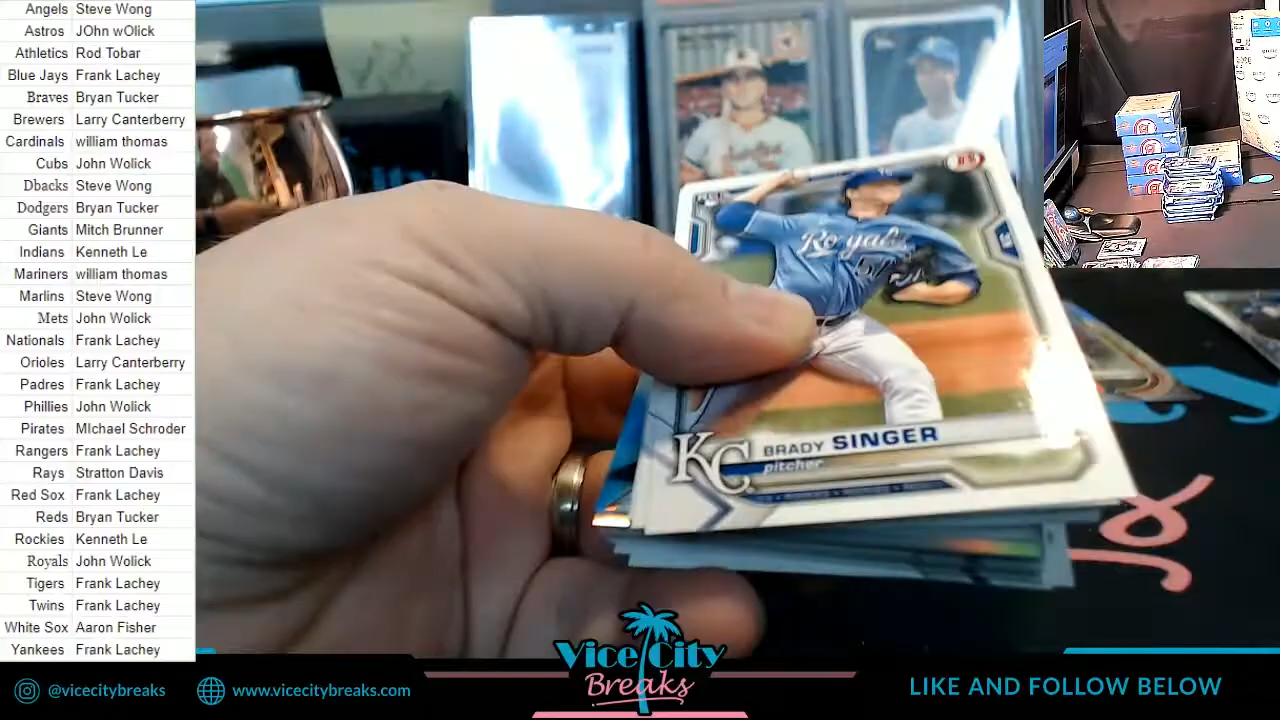 Angels Steve Wong
Astros JOhn wOlick
Athletics Rod Tobar
Blue Jays Frank Lachey
Braves Bryan Tucker
Brewers Larry Canterberry
Cardinals william thomas
Cubs John Wolick
Dbacks Steve Wong
Dodgers Bryan Tucker
Giants Mitch Brunner
Indians Kenneth Le
Mariners william thomas
Marlins Steve Wong
Mets John Wolick
Nationals Frank Lachey
Orioles Larry Canterberry
Padres Frank Lachey
Phillies John Wolick
Pirates MIchael Schroder
Rangers Frank Lachey
Rays Stratton Davis
Red Sox Frank Lachey
Reds Bryan Tucker
Rockies Kenneth Le
Royals John Wolick
Tigers Frank Lachey
Twins Frank Lachey
White Sox Aaron Fisher
Yankees Frank Lachey
Royals
KC
BRADY SINGER
pitcher
Vice City
Breaks
@vicecitybreaks
www.vicecitybreaks.com
LIKE AND FOLLOW BELOW